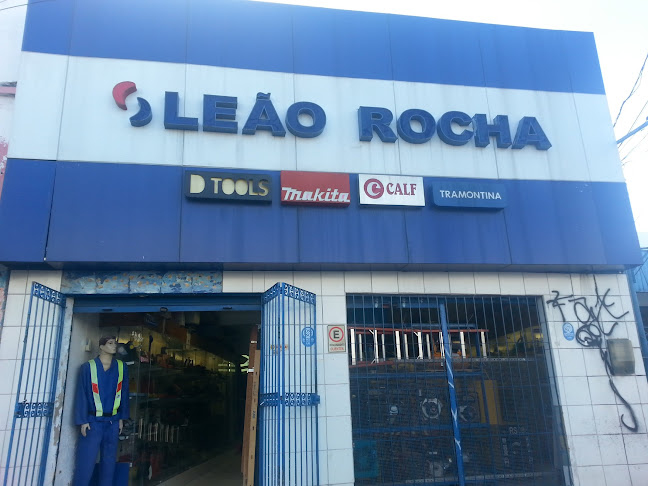 LEÃO ROCHA
D TOOLS
makita
CALF
TRAMONTINA
E